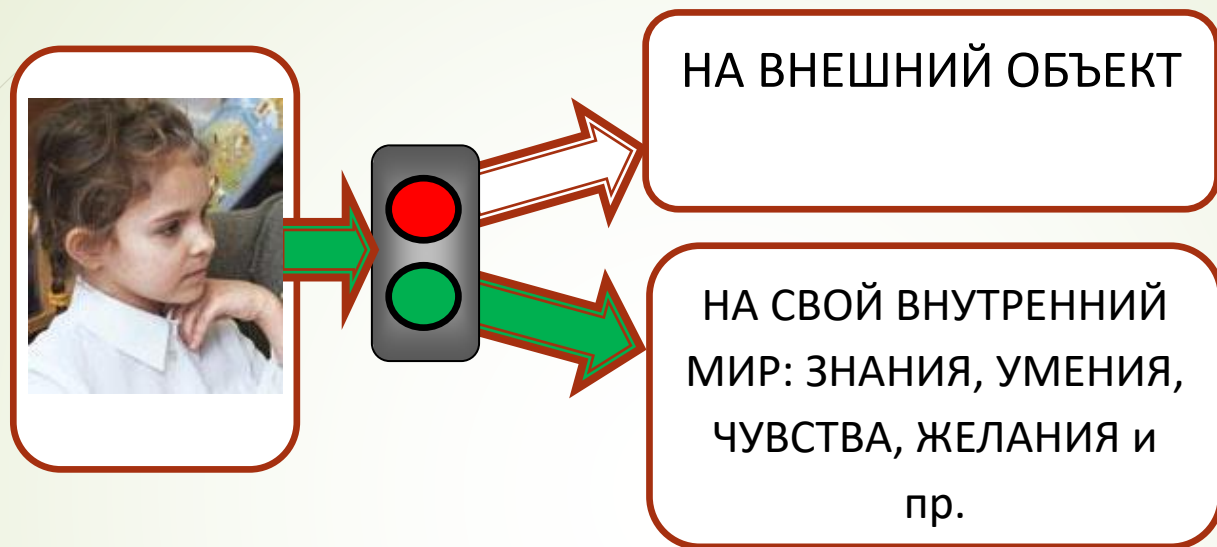 НА ВНЕШНИЙ ОБЪЕКТ
НА СВОЙ ВНУТРЕННИЙ
МИР: ЗНАНИЯ, УМЕНИЯ,
ЧУВСТВА, ЖЕЛАНИЯ и
пр.